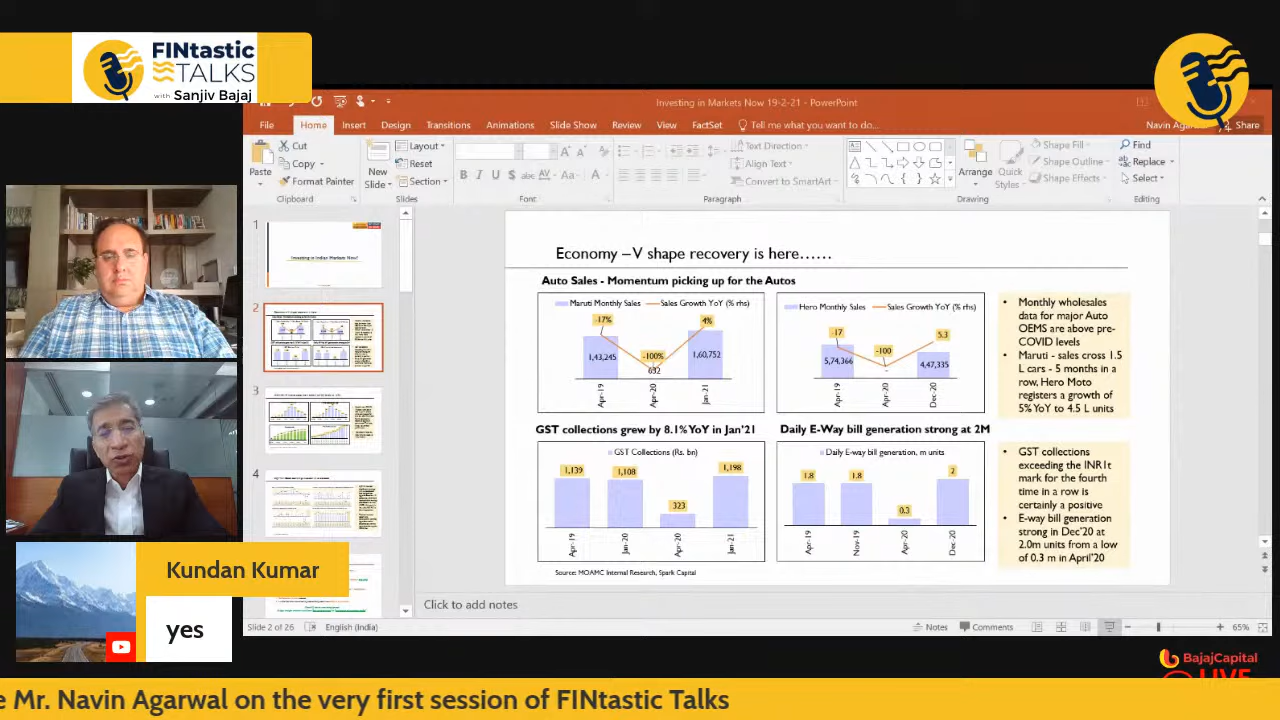 FINtastic
TALKS
with Sanjiv Bajaj
Investing in Markets Now 19-2-21 - PowerPoint
File Home Insert Design Transitions Animations Slide Show Review View FactSet Tell me what you want to do... Navin Share
Paste
Cut
Copy
Format Painter
Clipboard
New
Slide
Layout
Reset
Section
Slides
Font
Text Direction
Align Text
Convert to SmartArt
Paragraph
Arrange
Quick
Styles
Shape Fill
Shape Outline
Shape Effects
Drawing
Find
Replace
Select
Editing
1
Investing in Indian Markets Now?
2
3
4
Economy – V shape recovery is here......
Auto Sales - Momentum picking up for the Autos
Maruti Monthly Sales Sales Growth YoY (% rhs)
-17%
-100%
4%
1,43,245
692
1,60,752
Apr-19
Apr-20
Jan-21
Hero Monthly Sales Sales Growth YoY (% rhs)
-17
-100
5.3
5,74,366
-
4,47,335
Apr-19
Apr-20
Dec-20
• Monthly wholesales
data for major Auto
OEMS are above pre-
COVID levels
• Maruti - sales cross 1.5
L cars - 5 months in a
row, Hero Moto
registers a growth of
5% YoY to 4.5 L units
GST collections grew by 8.1% YoY in Jan'21
GST Collections (Rs. bn)
1,139
1,108
323
1,198
Apr-19
Jan-20
Apr-20
Jan-21
Daily E-Way bill generation strong at 2M
Daily E-way bill generation, m units
1.8
1.8
0.3
2
Apr-19
Nov-19
Apr-20
Dec-20
• GST collections
exceeding the INR1t
mark for the fourth
time in a row is
certainly a positive
• E-way bill generation
strong in Dec'20 at
2.0m units from a low
of 0.3 m in April'20
Source: MOAMC Internal Research, Spark Capital
Click to add notes
Slide 2 of 26 English (India) Notes Comments 65%
Kundan Kumar
yes
BajajCapital
LIVE
e Mr. Navin Agarwal on the very first session of FINtastic Talks